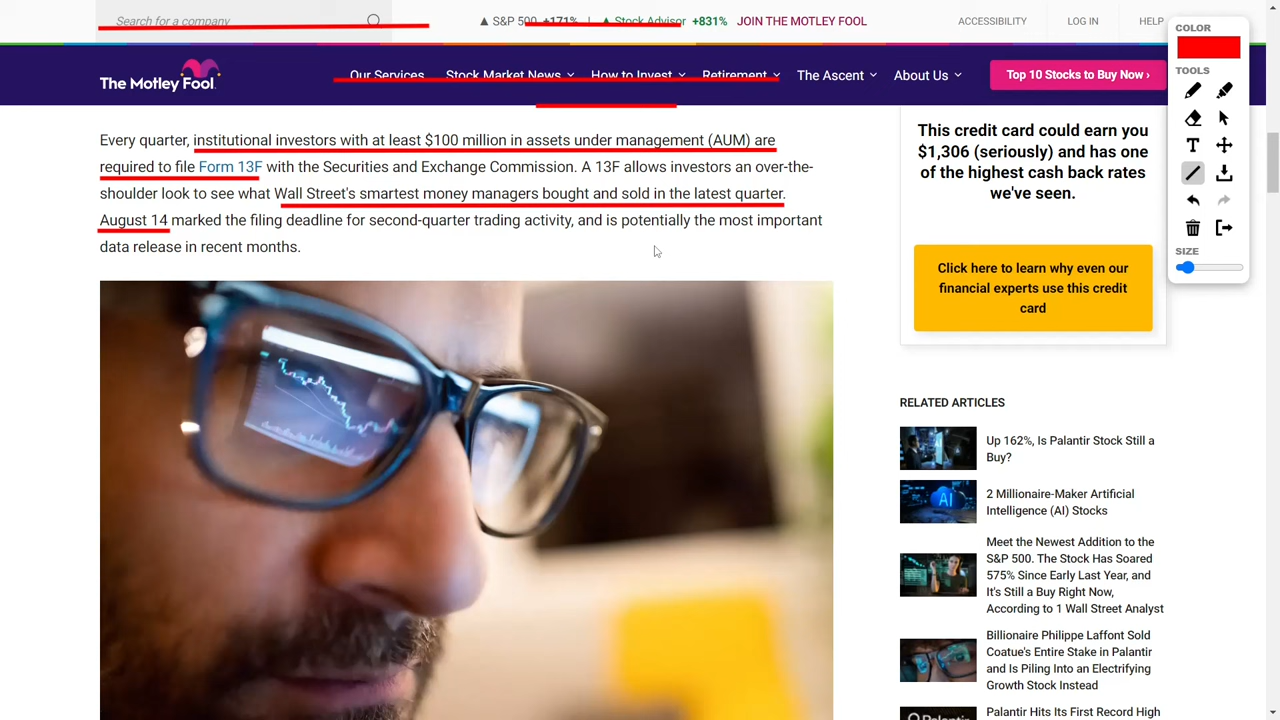 Search for a company
▲ S&P 500 +171% | ▲ Stock Advisor +831% JOIN THE MOTLEY FOOL
ACCESSIBILITY LOG IN HELP
The Motley Fool.
Our Services Stock Market News How to Invest Retirement The Ascent About Us
Top 10 Stocks to Buy Now ›
COLOR
TOOLS
T
SIZE
Every quarter, institutional investors with at least $100 million in assets under management (AUM) are
required to file Form 13F with the Securities and Exchange Commission. A 13F allows investors an over-the-
shoulder look to see what Wall Street's smartest money managers bought and sold in the latest quarter.
August 14 marked the filing deadline for second-quarter trading activity, and is potentially the most important
data release in recent months.
This credit card could earn you
$1,306 (seriously) and has one
of the highest cash back rates
we've seen.
Click here to learn why even our
financial experts use this credit
card
RELATED ARTICLES
Up 162%, Is Palantir Stock Still a
Buy?
AI
2 Millionaire-Maker Artificial
Intelligence (AI) Stocks
Meet the Newest Addition to the
S&P 500. The Stock Has Soared
575% Since Early Last Year, and
It's Still a Buy Right Now,
According to 1 Wall Street Analyst
Billionaire Philippe Laffont Sold
Coatue's Entire Stake in Palantir
and Is Piling Into an Electrifying
Growth Stock Instead
Palantir
Palantir Hits Its First Record High